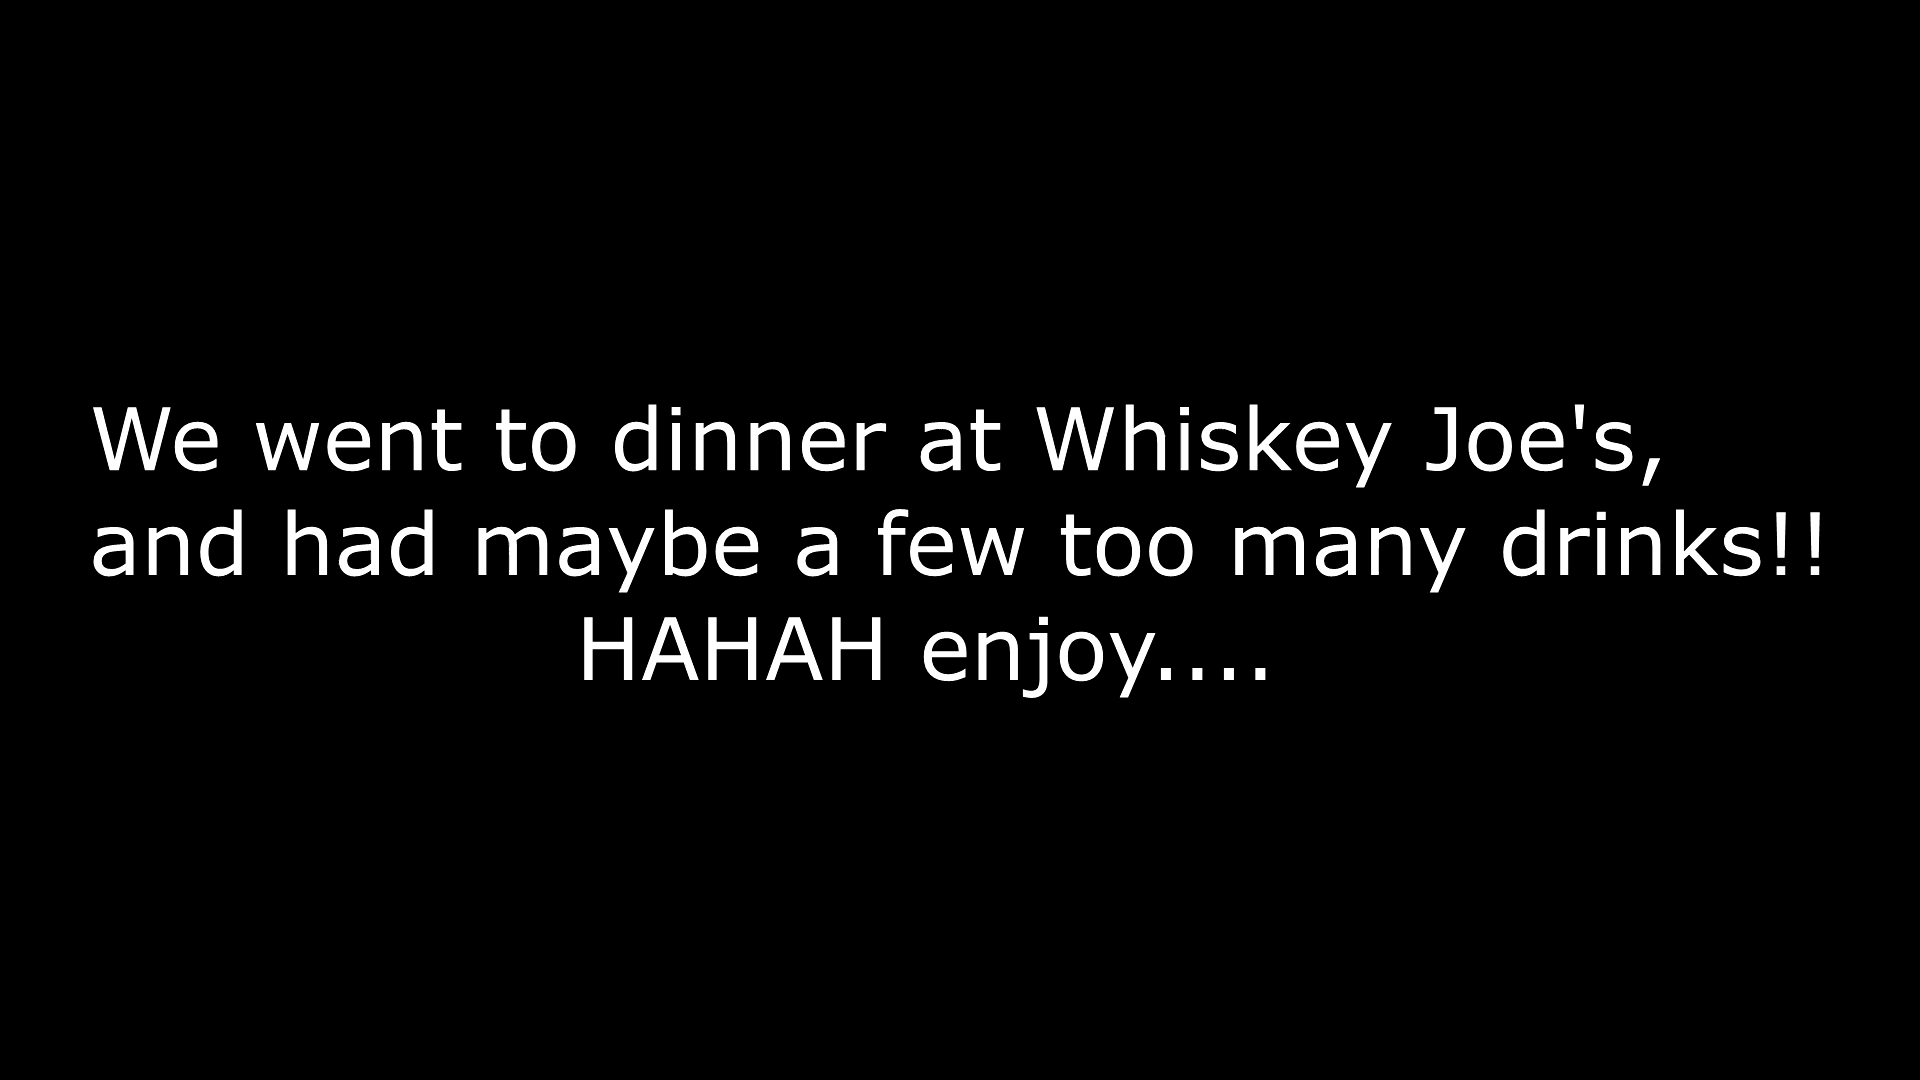 We went to dinner at Whiskey Joe's,
and had maybe a few too many drinks!!
HAHAH enjoy....